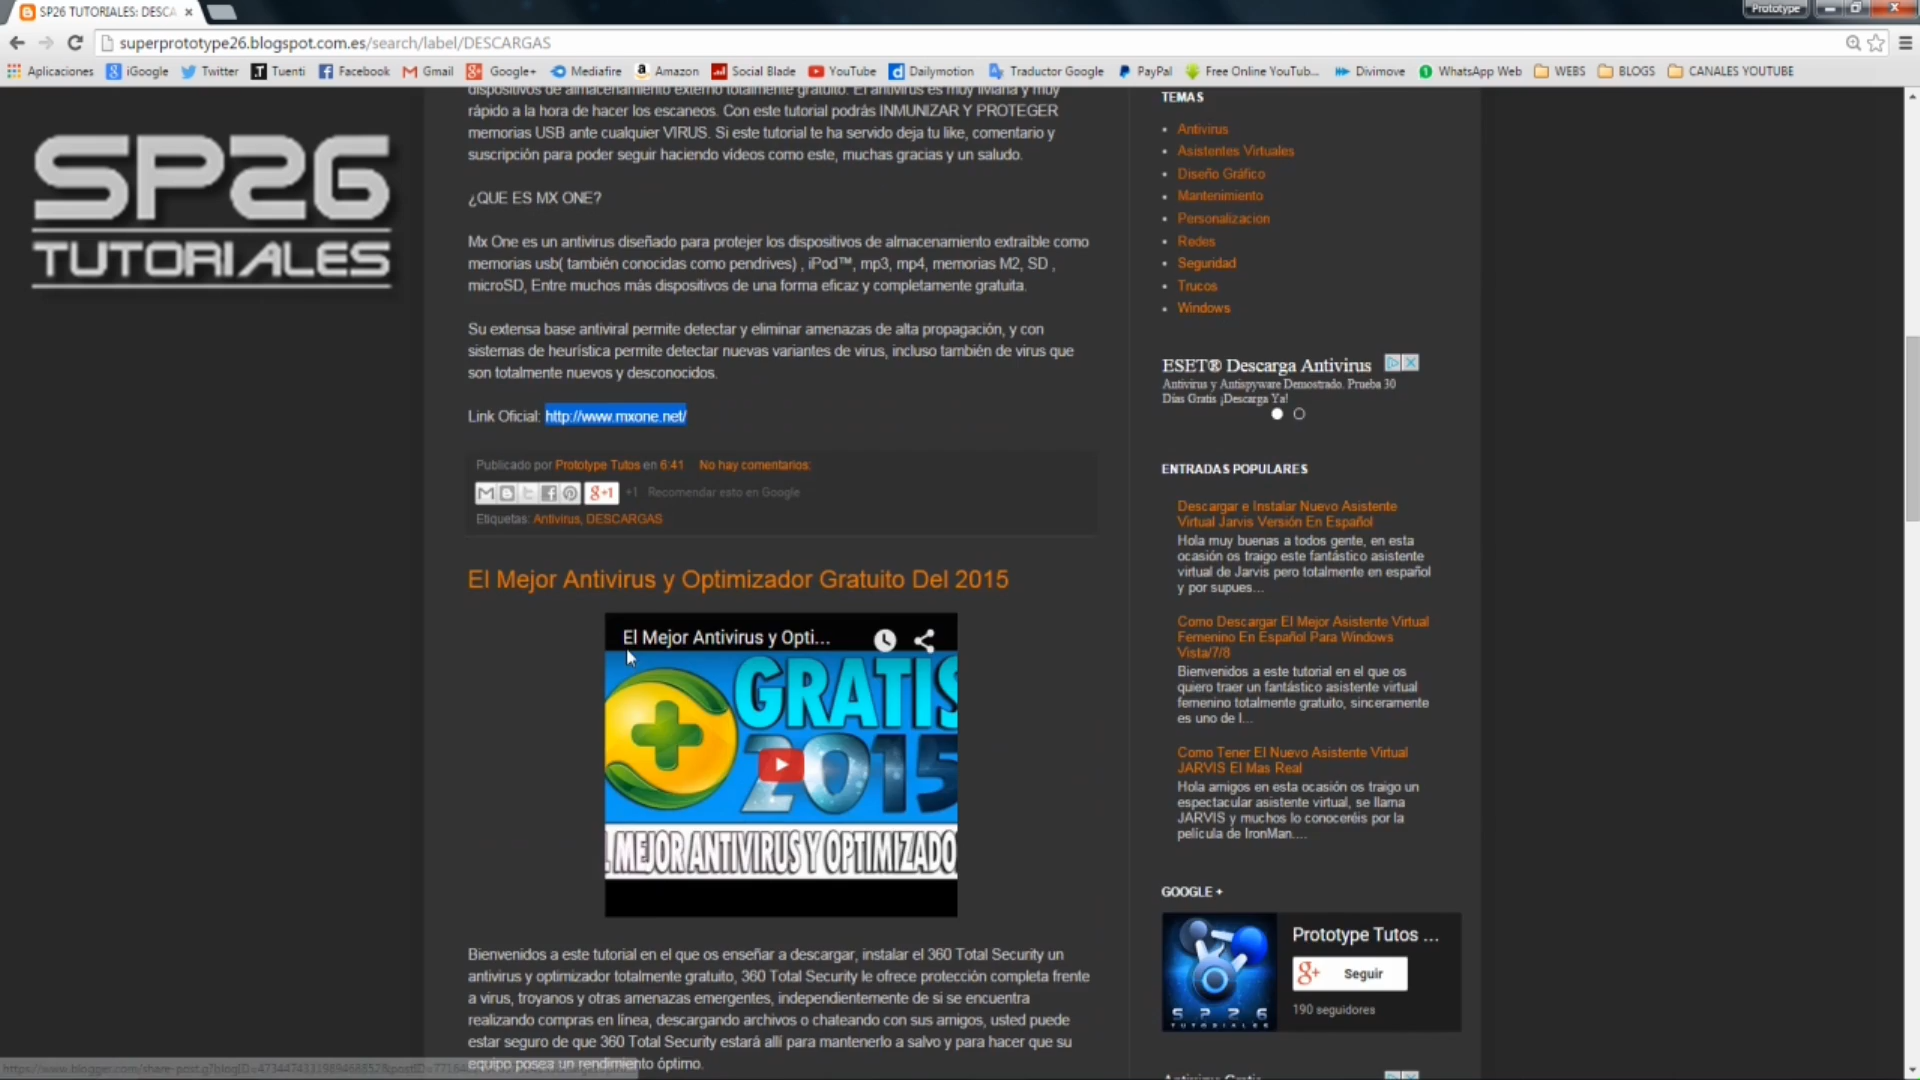 SP26 TUTORIALES: DESCA
Prototype
superprototype26.blogspot.com.es/search/label/DESCARGAS
Aplicaciones iGoogle Twitter Tuenti Facebook Gmail Google+ Mediafire Amazon Social Blade YouTube Dailymotion Traductor Google PayPal Free Online YouTub... Divimove WhatsApp Web WEBS BLOGS CANALES YOUTUBE
SP26
TUTORIALES
dispositivos de almacenamiento externo totalmente gratuito. El antivirus es muy liviana y muy
rápido a la hora de hacer los escaneos. Con este tutorial podrás INMUNIZAR Y PROTEGER
memorias USB ante cualquier VIRUS. Si este tutorial te ha servido deja tu like, comentario y
suscripción para poder seguir haciendo vídeos como este, muchas gracias y un saludo.
¿QUE ES MX ONE?
Mx One es un antivirus diseñado para protejer los dispositivos de almacenamiento extraíble como
memorias usb( también conocidas como pendrives) , iPod™, mp3, mp4, memorias M2, SD ,
microSD, Entre muchos más dispositivos de una forma eficaz y completamente gratuita.
Su extensa base antiviral permite detectar y eliminar amenazas de alta propagación, y con
sistemas de heurística permite detectar nuevas variantes de virus, incluso también de virus que
son totalmente nuevos y desconocidos.
Link Oficial: http://www.mxone.net/
Publicado por Prototype Tutos en 6:41 No hay comentarios:
g+1 +1 Recomendar esto en Google
Etiquetas: Antivirus, DESCARGAS
El Mejor Antivirus y Optimizador Gratuito Del 2015
El Mejor Antivirus y Opti...
GRATIS
2015
EL MEJOR ANTIVIRUS Y OPTIMIZADO
Bienvenidos a este tutorial en el que os enseñar a descargar, instalar el 360 Total Security un
antivirus y optimizador totalmente gratuito, 360 Total Security le ofrece protección completa frente
a virus, troyanos y otras amenazas emergentes, independientemente de si se encuentra
realizando compras en línea, descargando archivos o chateando con sus amigos, usted puede
estar seguro de que 360 Total Security estará allí para mantenerlo a salvo y para hacer que su
equipo posea un rendimiento óptimo.
TEMAS
Antivirus
Asistentes Virtuales
Diseño Gráfico
Mantenimiento
Personalizacion
Redes
Seguridad
Trucos
Windows
ESET® Descarga Antivirus
Antivirus y Antispyware Demostrado. Prueba 30
Días Gratis ¡Descarga Ya!
ENTRADAS POPULARES
Descargar e Instalar Nuevo Asistente
Virtual Jarvis Versión En Español
Hola muy buenas a todos gente, en esta
ocasión os traigo este fantástico asistente
virtual de Jarvis pero totalmente en español
y por supues...
Como Descargar El Mejor Asistente Virtual
Femenino En Español Para Windows
Vista/7/8
Bienvenidos a este tutorial en el que os
quiero traer un fantástico asistente virtual
femenino totalmente gratuito, sinceramente
es uno de l...
Como Tener El Nuevo Asistente Virtual
JARVIS El Mas Real
Hola amigos en esta ocasión os traigo un
espectacular asistente virtual, se llama
JARVIS y muchos lo conoceréis por la
película de IronMan....
GOOGLE +
SP26
TUTORIALES
Prototype Tutos ...
g+ Seguir
190 seguidores